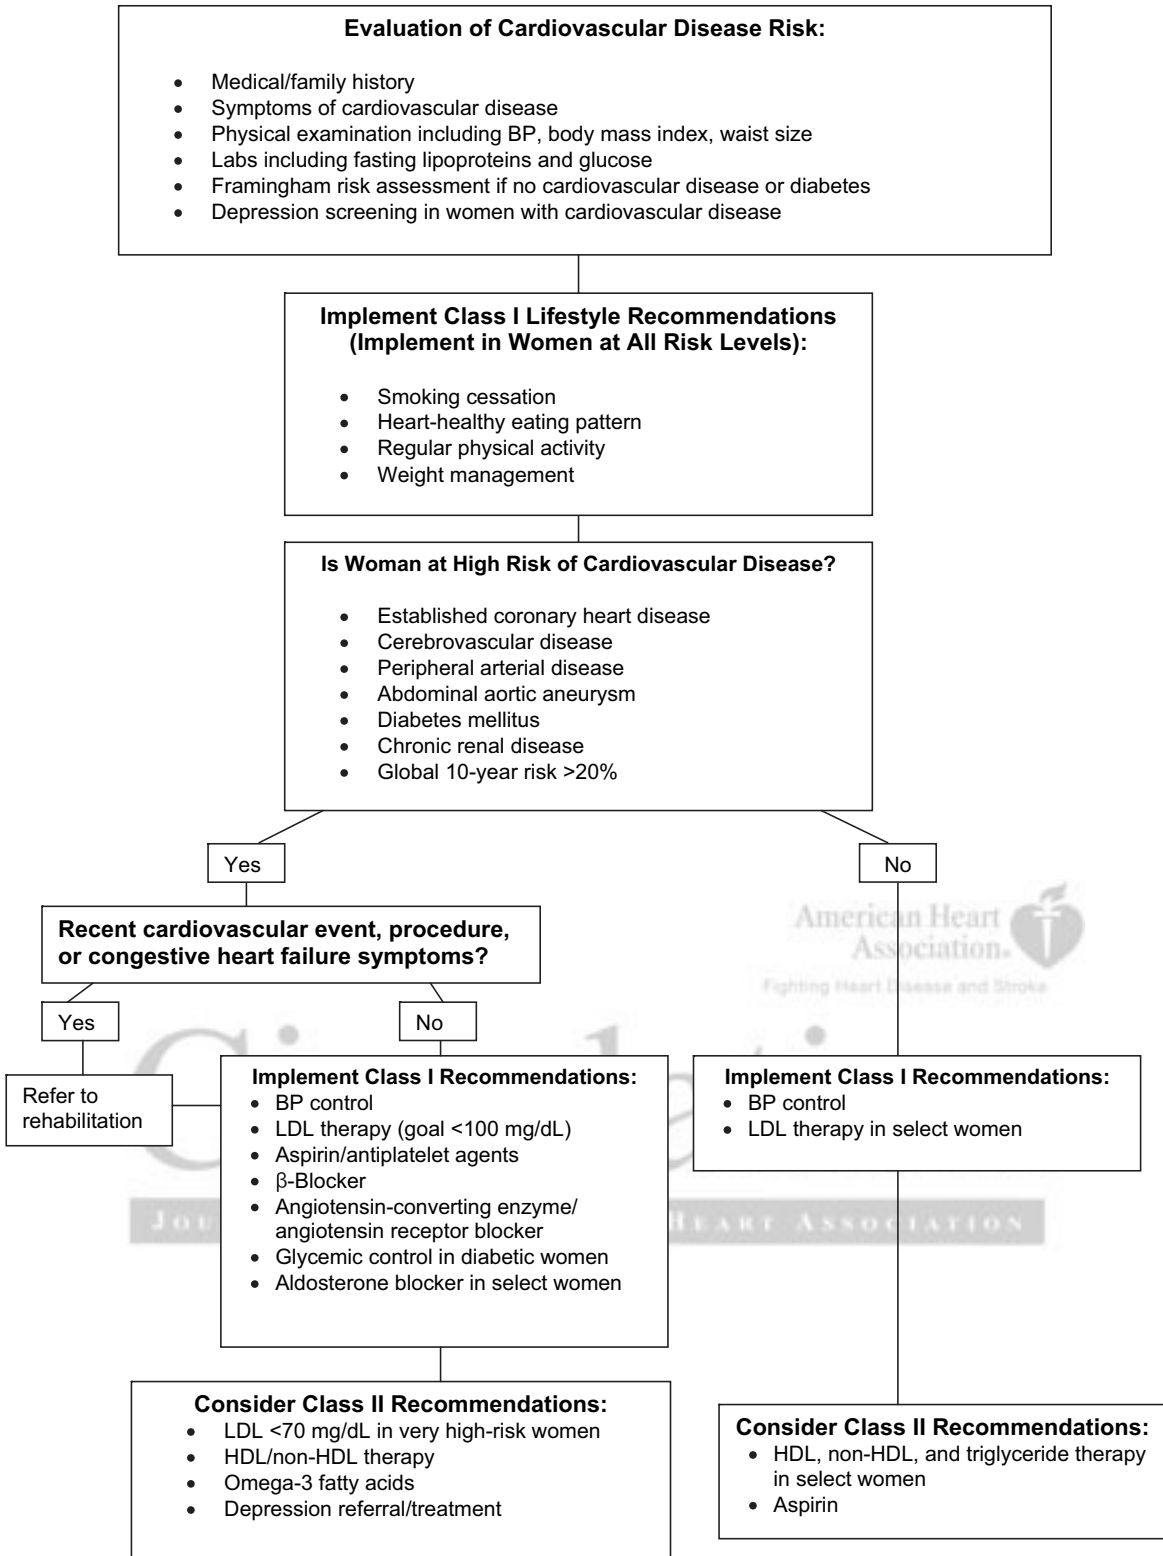 Evaluation of Cardiovascular Disease Risk:
• Medical/family history
• Symptoms of cardiovascular disease
• Physical examination including BP, body mass index, waist size
• Labs including fasting lipoproteins and glucose
• Framingham risk assessment if no cardiovascular disease or diabetes
• Depression screening in women with cardiovascular disease
Implement Class I Lifestyle Recommendations
(Implement in Women at All Risk Levels):
• Smoking cessation
• Heart-healthy eating pattern
• Regular physical activity
• Weight management
Is Woman at High Risk of Cardiovascular Disease?
• Established coronary heart disease
• Cerebrovascular disease
• Peripheral arterial disease
• Abdominal aortic aneurysm
• Diabetes mellitus
• Chronic renal disease
• Global 10-year risk >20%
Yes
No
Recent cardiovascular event, procedure,
or congestive heart failure symptoms?
American Heart
Association®
Fighting Heart Disease and Stroke
Yes
No
Refer to
rehabilitation
Implement Class I Recommendations:
• BP control
• LDL therapy (goal <100 mg/dL)
• Aspirin/antiplatelet agents
• β-Blocker
• Angiotensin-converting enzyme/
angiotensin receptor blocker
• Glycemic control in diabetic women
• Aldosterone blocker in select women
Implement Class I Recommendations:
• BP control
• LDL therapy in select women
HEART ASSOCIATION
Consider Class II Recommendations:
• LDL <70 mg/dL in very high-risk women
• HDL/non-HDL therapy
• Omega-3 fatty acids
• Depression referral/treatment
Consider Class II Recommendations:
• HDL, non-HDL, and triglyceride therapy
in select women
• Aspirin